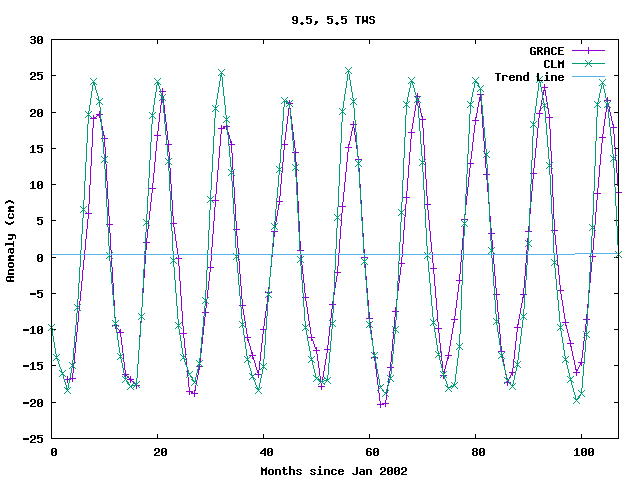 9.5, 5.5 TWS
GRACE
CLM
Trend Line
30
25
20
15
10
5
0
-5
-10
-15
-20
-25
Anomaly (cm)
0 20 40 60 80 100
Months since Jan 2002